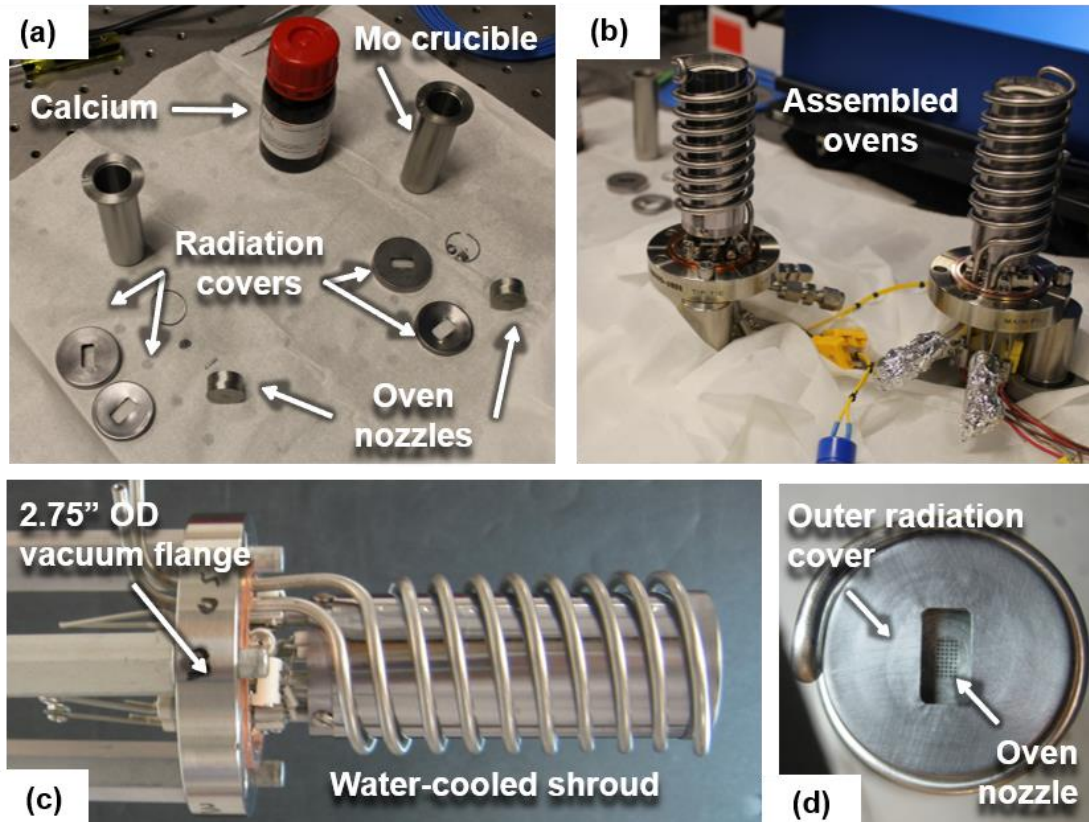 (a)
Mo crucible
Calcium
Radiation
covers
Oven
nozzles
(b)
Assembled
ovens
2.75” OD
vacuum flange
Water-cooled shroud
(c)
Outer radiation
cover
Oven
nozzle
(d)